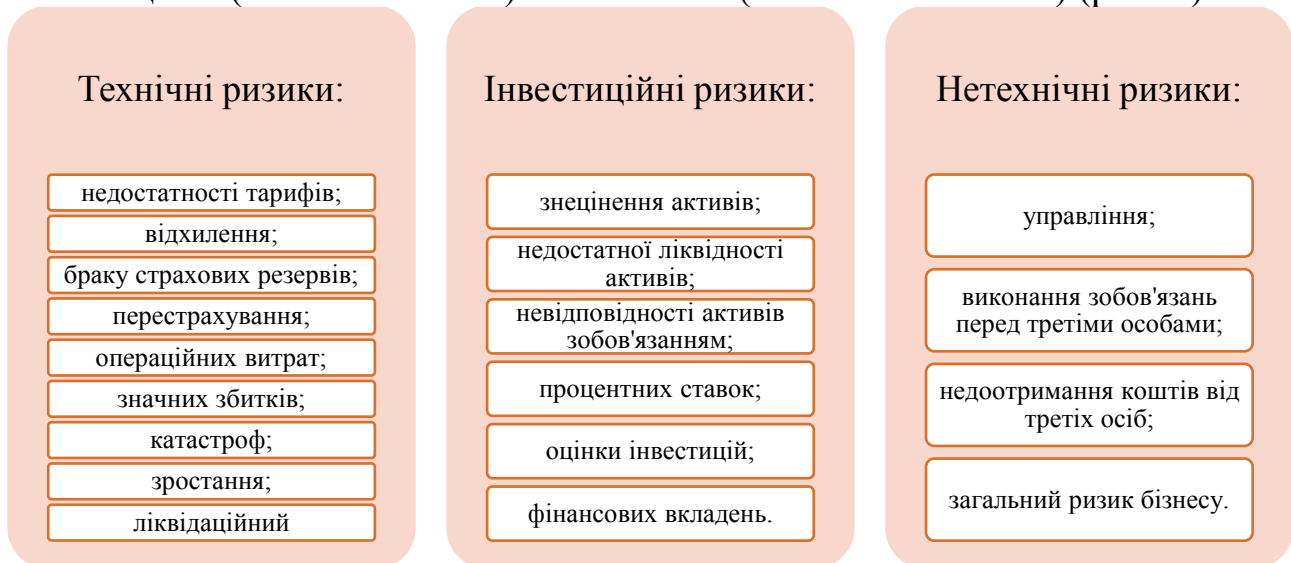 Технічні ризики:
недостатності тарифів;
відхилення;
браку страхових резервів;
перестрахування;
операційних витрат;
значних збитків;
катастроф;
зростання;
ліквідаційний
Інвестиційні ризики:
знецінення активів;
недостатної ліквідності
активів;
невідповідності активів
зобов'язанням;
процентних ставок;
оцінки інвестицій;
фінансових вкладень.
Нетехнічні ризики:
управління;
виконання зобов'язань
перед третіми особами;
недоотримання коштів від
третіх осіб;
загальний ризик бізнесу.